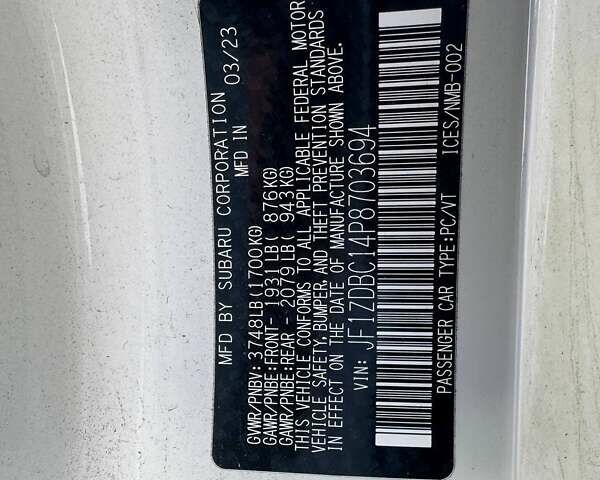 MFD BY SUBARU CORPORATION
MFD IN 03/23
GVWR/PNBV: 3748LB(1700KG)
GAWR/PNBE:FRONT- 1931LB( 876KG)
GAWR/PNBE:REAR - 2079LB( 943KG)
THIS VEHICLE CONFORMS TO ALL APPLICABLE FEDERAL MOTOR
VEHICLE SAFETY, BUMPER, AND THEFT PREVENTION STANDARDS
IN EFFECT ON THE DATE OF MANUFACTURE SHOWN ABOVE.
VIN: JF1ZDBC14P8703694
PASSENGER CAR TYPE:PC/VT ICES/NMB-002